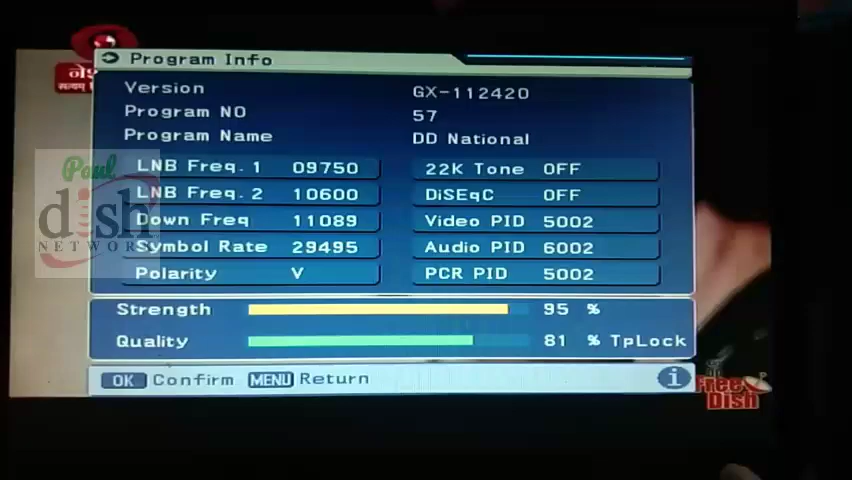 Program Info
नेश
सत्यम्
Version GX-112420
Program NO 57
Program Name DD National
LNB Freq. 1 09750 22K Tone OFF
LNB Freq. 2 10600 DiSEqC OFF
Down Freq 11089 Video PID 5002
Symbol Rate 29495 Audio PID 6002
Polarity V PCR PID 5002
Paul
dish
NETWORK
Strength 95 %
Quality 81 % TpLock
OK Confirm MENU Return i
Free
Dish